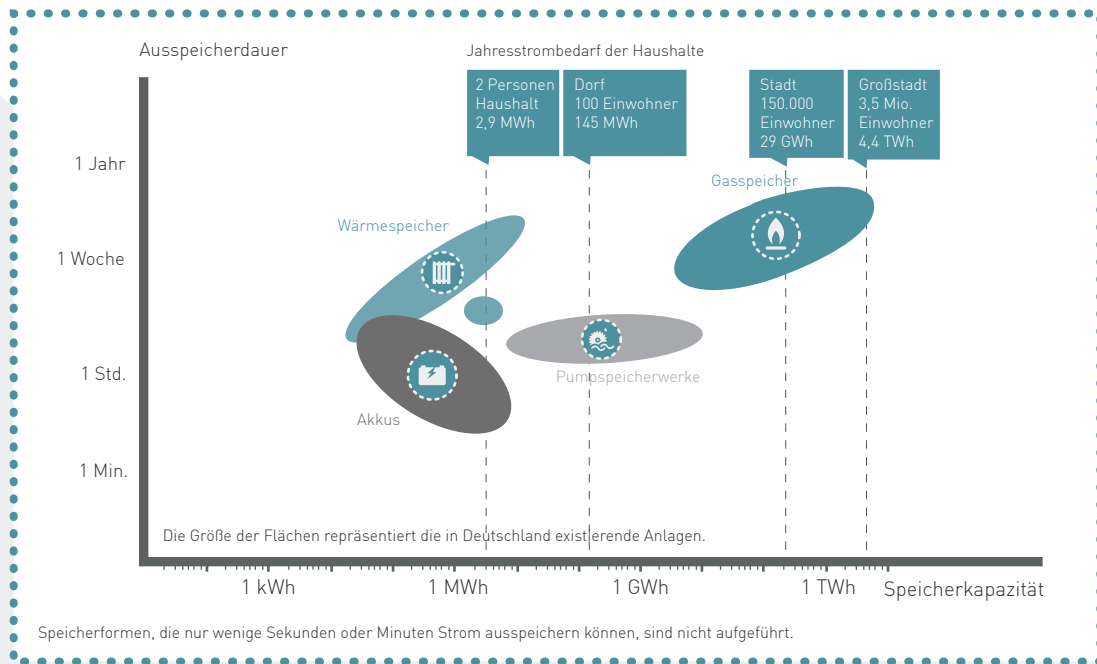 Ausspeicherdauer
Jahresstrombedarf der Haushalte
2 Personen
Haushalt
2,9 MWh
Dorf
100 Einwohner
145 MWh
Stadt
150.000
Einwohner
29 GWh
Großstadt
3,5 Mio.
Einwohner
4,4 TWh
1 Jahr
Gasspeicher
Wärmespeicher
1 Woche
1 Std.
Pumpspeicherwerke
Akkus
1 Min.
Die Größe der Flächen repräsentiert die in Deutschland existierende Anlagen.
1 kWh
1 MWh
1 GWh
1 TWh
Speicherkapazität
Speicherformen, die nur wenige Sekunden oder Minuten Strom ausspeichern können, sind nicht aufgeführt.